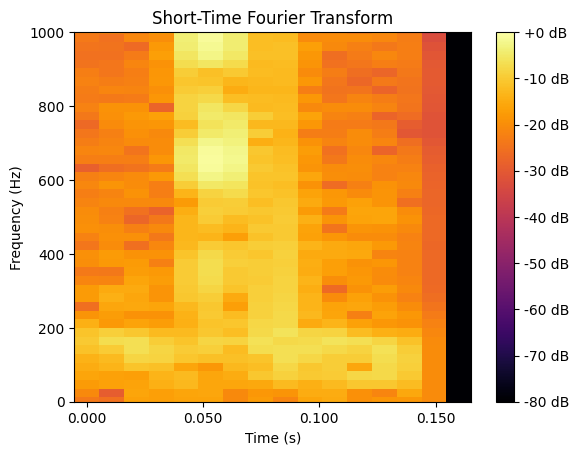 Short-Time Fourier Transform
1000
800
600
400
200
0
Frequency (Hz)
0.000
0.050
0.100
0.150
Time (s)
+0 dB
-10 dB
-20 dB
-30 dB
-40 dB
-50 dB
-60 dB
-70 dB
-80 dB